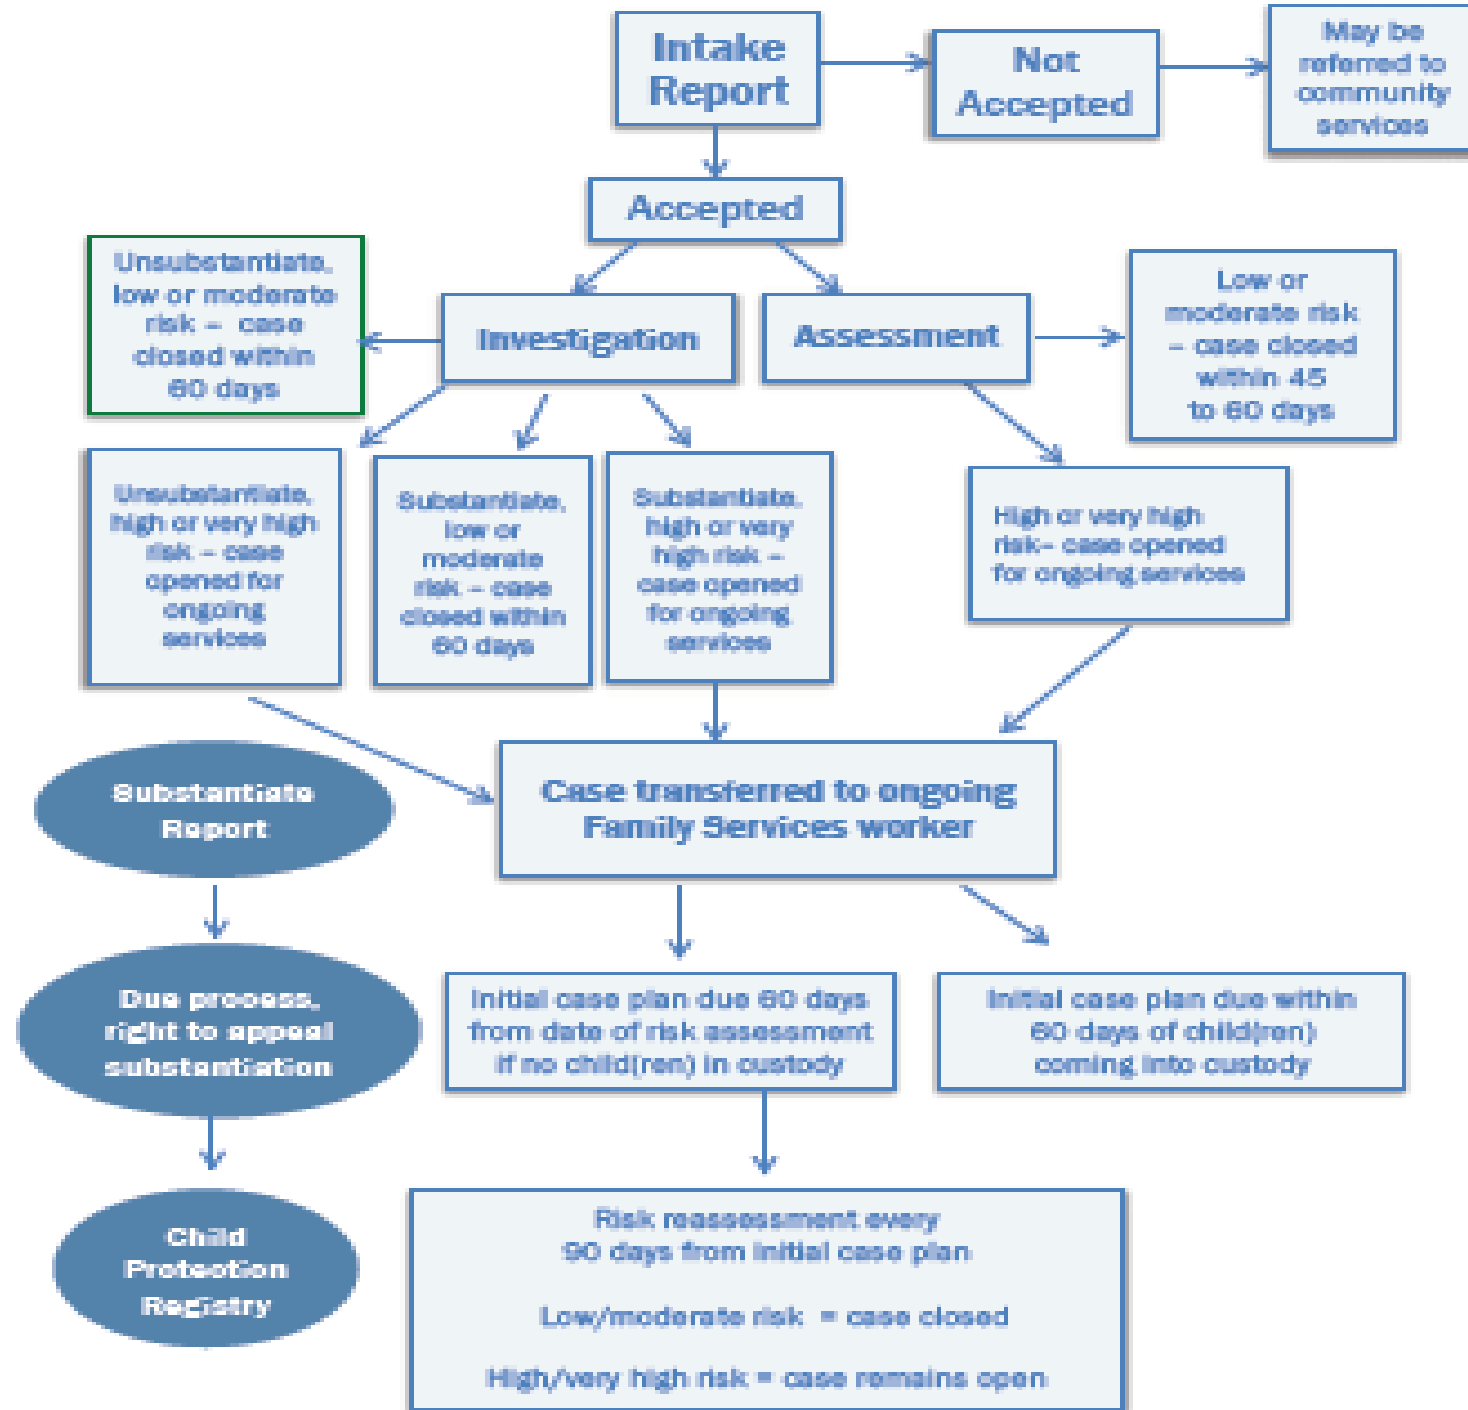 Intake
Report
Not
Accepted
May be
referred to
community
services
Accepted
Unsubstantiate,
low or moderate
risk – case
closed within
60 days
Investigation
Assessment
Low or
moderate risk
– case closed
within 45
to 60 days
Unsubstantiate,
high or very high
risk – case
opened for
ongoing
services
Substantiate,
low or
moderate
risk – case
closed within
60 days
Substantiate,
high or very
high risk –
case opened
for ongoing
services
High or very high
risk– case opened
for ongoing services
Substantiate
Report
Case transferred to ongoing
Family Services worker
Due process,
right to appeal
substantiation
Initial case plan due 60 days
from date of risk assessment
if no child(ren) in custody
Initial case plan due within
60 days of child(ren)
coming into custody
Child
Protection
Registry
Risk reassessment every
90 days from initial case plan
Low/moderate risk = case closed
High/very high risk = case remains open